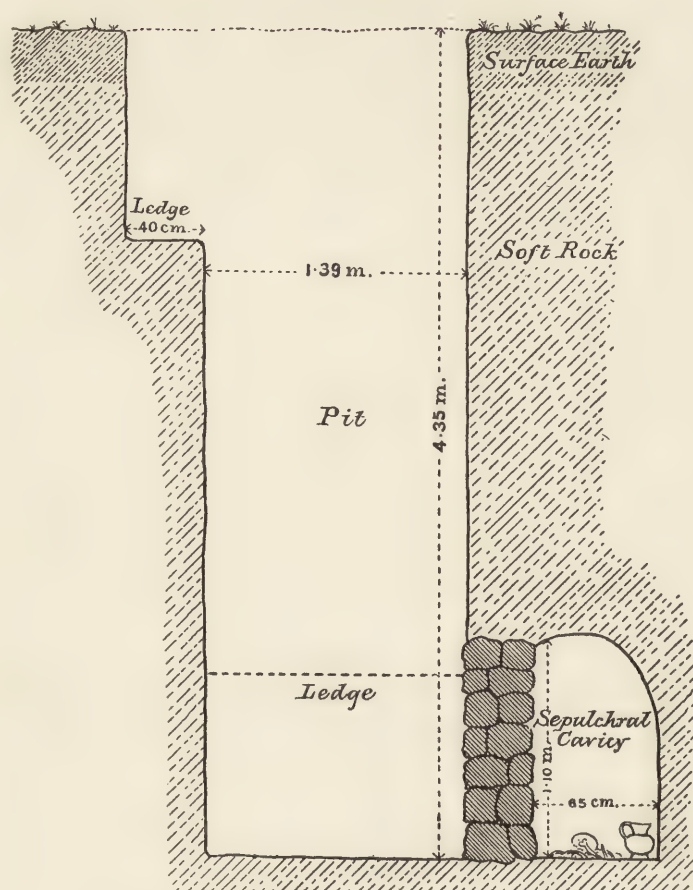 Surface Earth
Ledge
40 cm.
Soft Rock
1·39 m.
Pit
4·35 m.
Ledge
Sepulchral
Cavity
1·10 m.
65 cm.